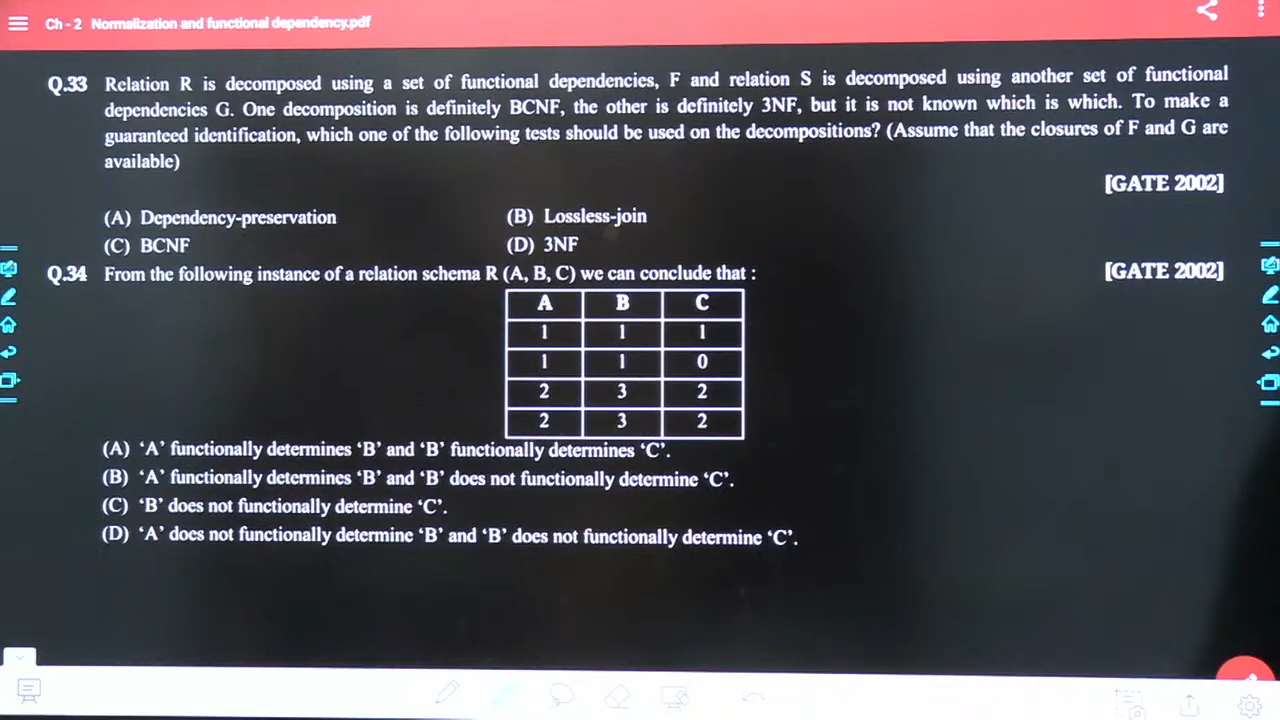 Ch - 2 Normalization and functional dependency.pdf
Q.33 Relation R is decomposed using a set of functional dependencies, F and relation S is decomposed using another set of functional
dependencies G. One decomposition is definitely BCNF, the other is definitely 3NF, but it is not known which is which. To make a
guaranteed identification, which one of the following tests should be used on the decompositions? (Assume that the closures of F and G are
available)
[GATE 2002]
(A) Dependency-preservation (B) Lossless-join
(C) BCNF (D) 3NF
Q.34 From the following instance of a relation schema R (A, B, C) we can conclude that : [GATE 2002]
A B C
1 1 1
1 1 0
2 3 2
2 3 2
(A) ‘A’ functionally determines ‘B’ and ‘B’ functionally determines ‘C’.
(B) ‘A’ functionally determines ‘B’ and ‘B’ does not functionally determine ‘C’.
(C) ‘B’ does not functionally determine ‘C’.
(D) ‘A’ does not functionally determine ‘B’ and ‘B’ does not functionally determine ‘C’.